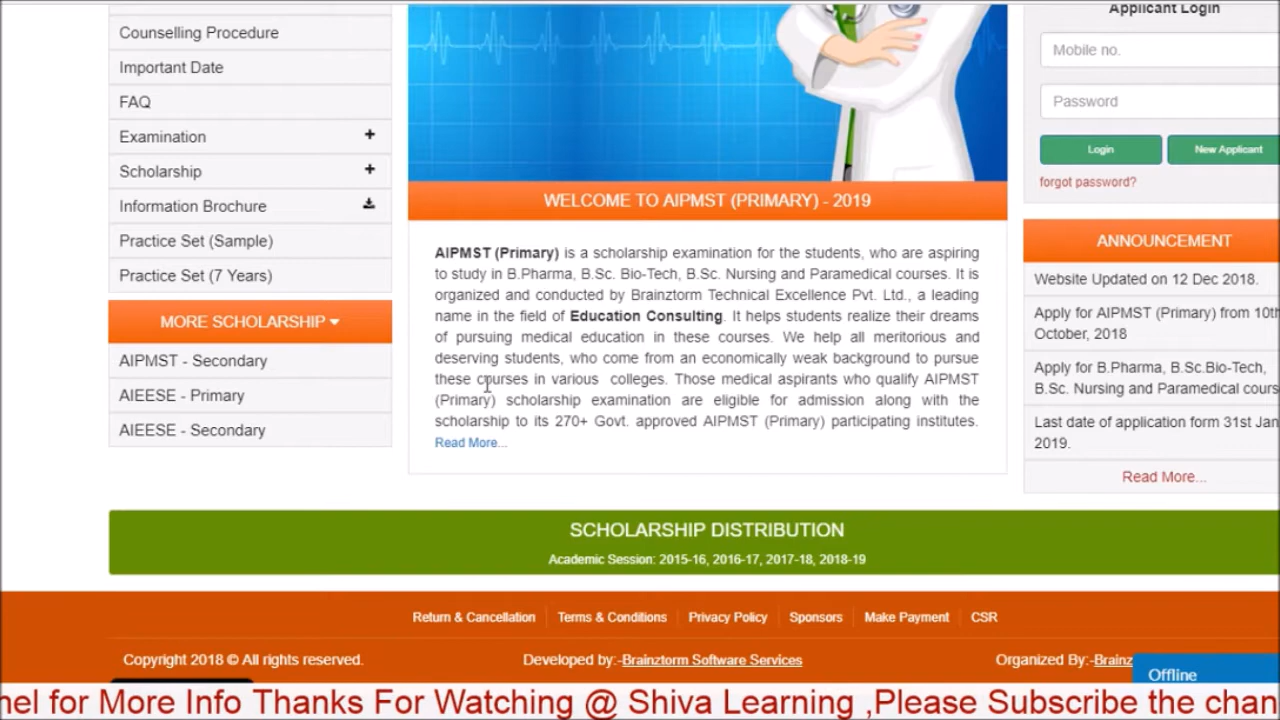 Counselling Procedure
Important Date
FAQ
Examination
Scholarship
Information Brochure
Practice Set (Sample)
Practice Set (7 Years)
MORE SCHOLARSHIP
AIPMST - Secondary
AIEESE - Primary
AIEESE - Secondary
WELCOME TO AIPMST (PRIMARY) - 2019
AIPMST (Primary) is a scholarship examination for the students, who are aspiring
to study in B.Pharma, B.Sc. Bio-Tech, B.Sc. Nursing and Paramedical courses. It is
organized and conducted by Brainztorm Technical Excellence Pvt. Ltd., a leading
name in the field of Education Consulting. It helps students realize their dreams
of pursuing medical education in these courses. We help all meritorious and
deserving students, who come from an economically weak background to pursue
these courses in various colleges. Those medical aspirants who qualify AIPMST
(Primary) scholarship examination are eligible for admission along with the
scholarship to its 270+ Govt. approved AIPMST (Primary) participating institutes.
Read More...
Applicant Login
Mobile no.
Password
Login New Applicant
forgot password?
ANNOUNCEMENT
Website Updated on 12 Dec 2018.
Apply for AIPMST (Primary) from 10th
October, 2018
Apply for B.Pharma, B.Sc.Bio-Tech,
B.Sc. Nursing and Paramedical cours
Last date of application form 31st Jan
2019.
Read More...
SCHOLARSHIP DISTRIBUTION
Academic Session: 2015-16, 2016-17, 2017-18, 2018-19
Return & Cancellation Terms & Conditions Privacy Policy Sponsors Make Payment CSR
Copyright 2018 © All rights reserved. Developed by:-Brainztorm Software Services Organized By:-Brainz
Offline
nel for More Info Thanks For Watching @ Shiva Learning ,Please Subscribe the chan